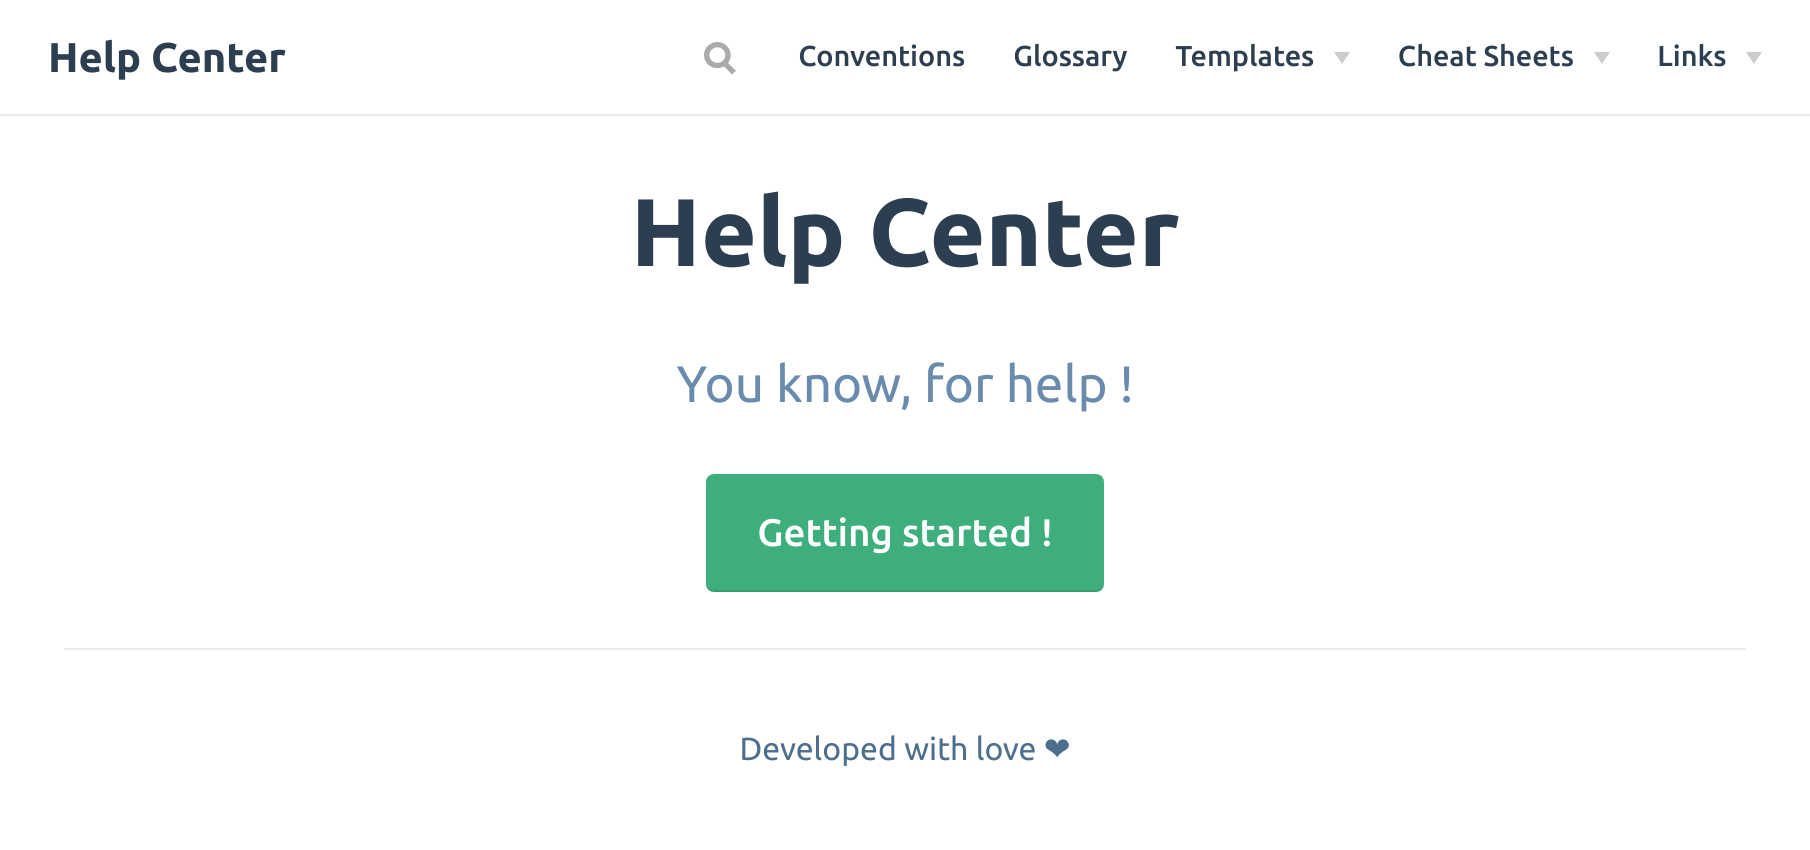 Help Center
Conventions Glossary Templates Cheat Sheets Links
Help Center
You know, for help !
Getting started !
Developed with love ❤